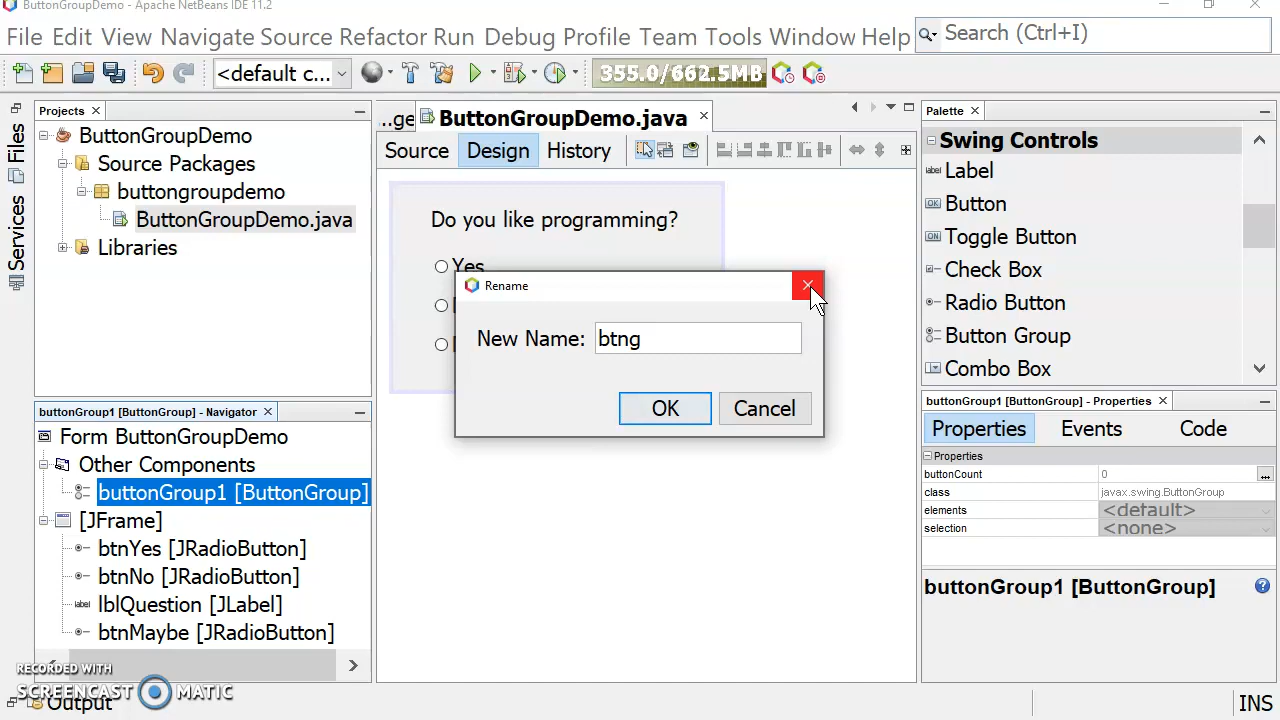 ButtonGroupDemo - Apache NetBeans IDE 11.2
File Edit View Navigate Source Refactor Run Debug Profile Team Tools Window Help
Search (Ctrl+I)
<default c...
355.0/662.5MB
Files
Services
Projects
ButtonGroupDemo
Source Packages
buttongroupdemo
ButtonGroupDemo.java
Libraries
buttonGroup1 [ButtonGroup] - Navigator
Form ButtonGroupDemo
Other Components
buttonGroup1 [ButtonGroup]
[JFrame]
btnYes [JRadioButton]
btnNo [JRadioButton]
lblQuestion [JLabel]
btnMaybe [JRadioButton]
..ge
ButtonGroupDemo.java
Source Design History
Do you like programming?
Yes
Rename
New Name: btng
OK Cancel
Palette
Swing Controls
Label
OK Button
ON Toggle Button
Check Box
Radio Button
Button Group
Combo Box
buttonGroup1 [ButtonGroup] - Properties
Properties Events Code
Properties
buttonCount 0 ...
class javax.swing.ButtonGroup
elements <default>
selection <none>
buttonGroup1 [ButtonGroup]
RECORDED WITH
SCREENCAST MATIC
Output
INS